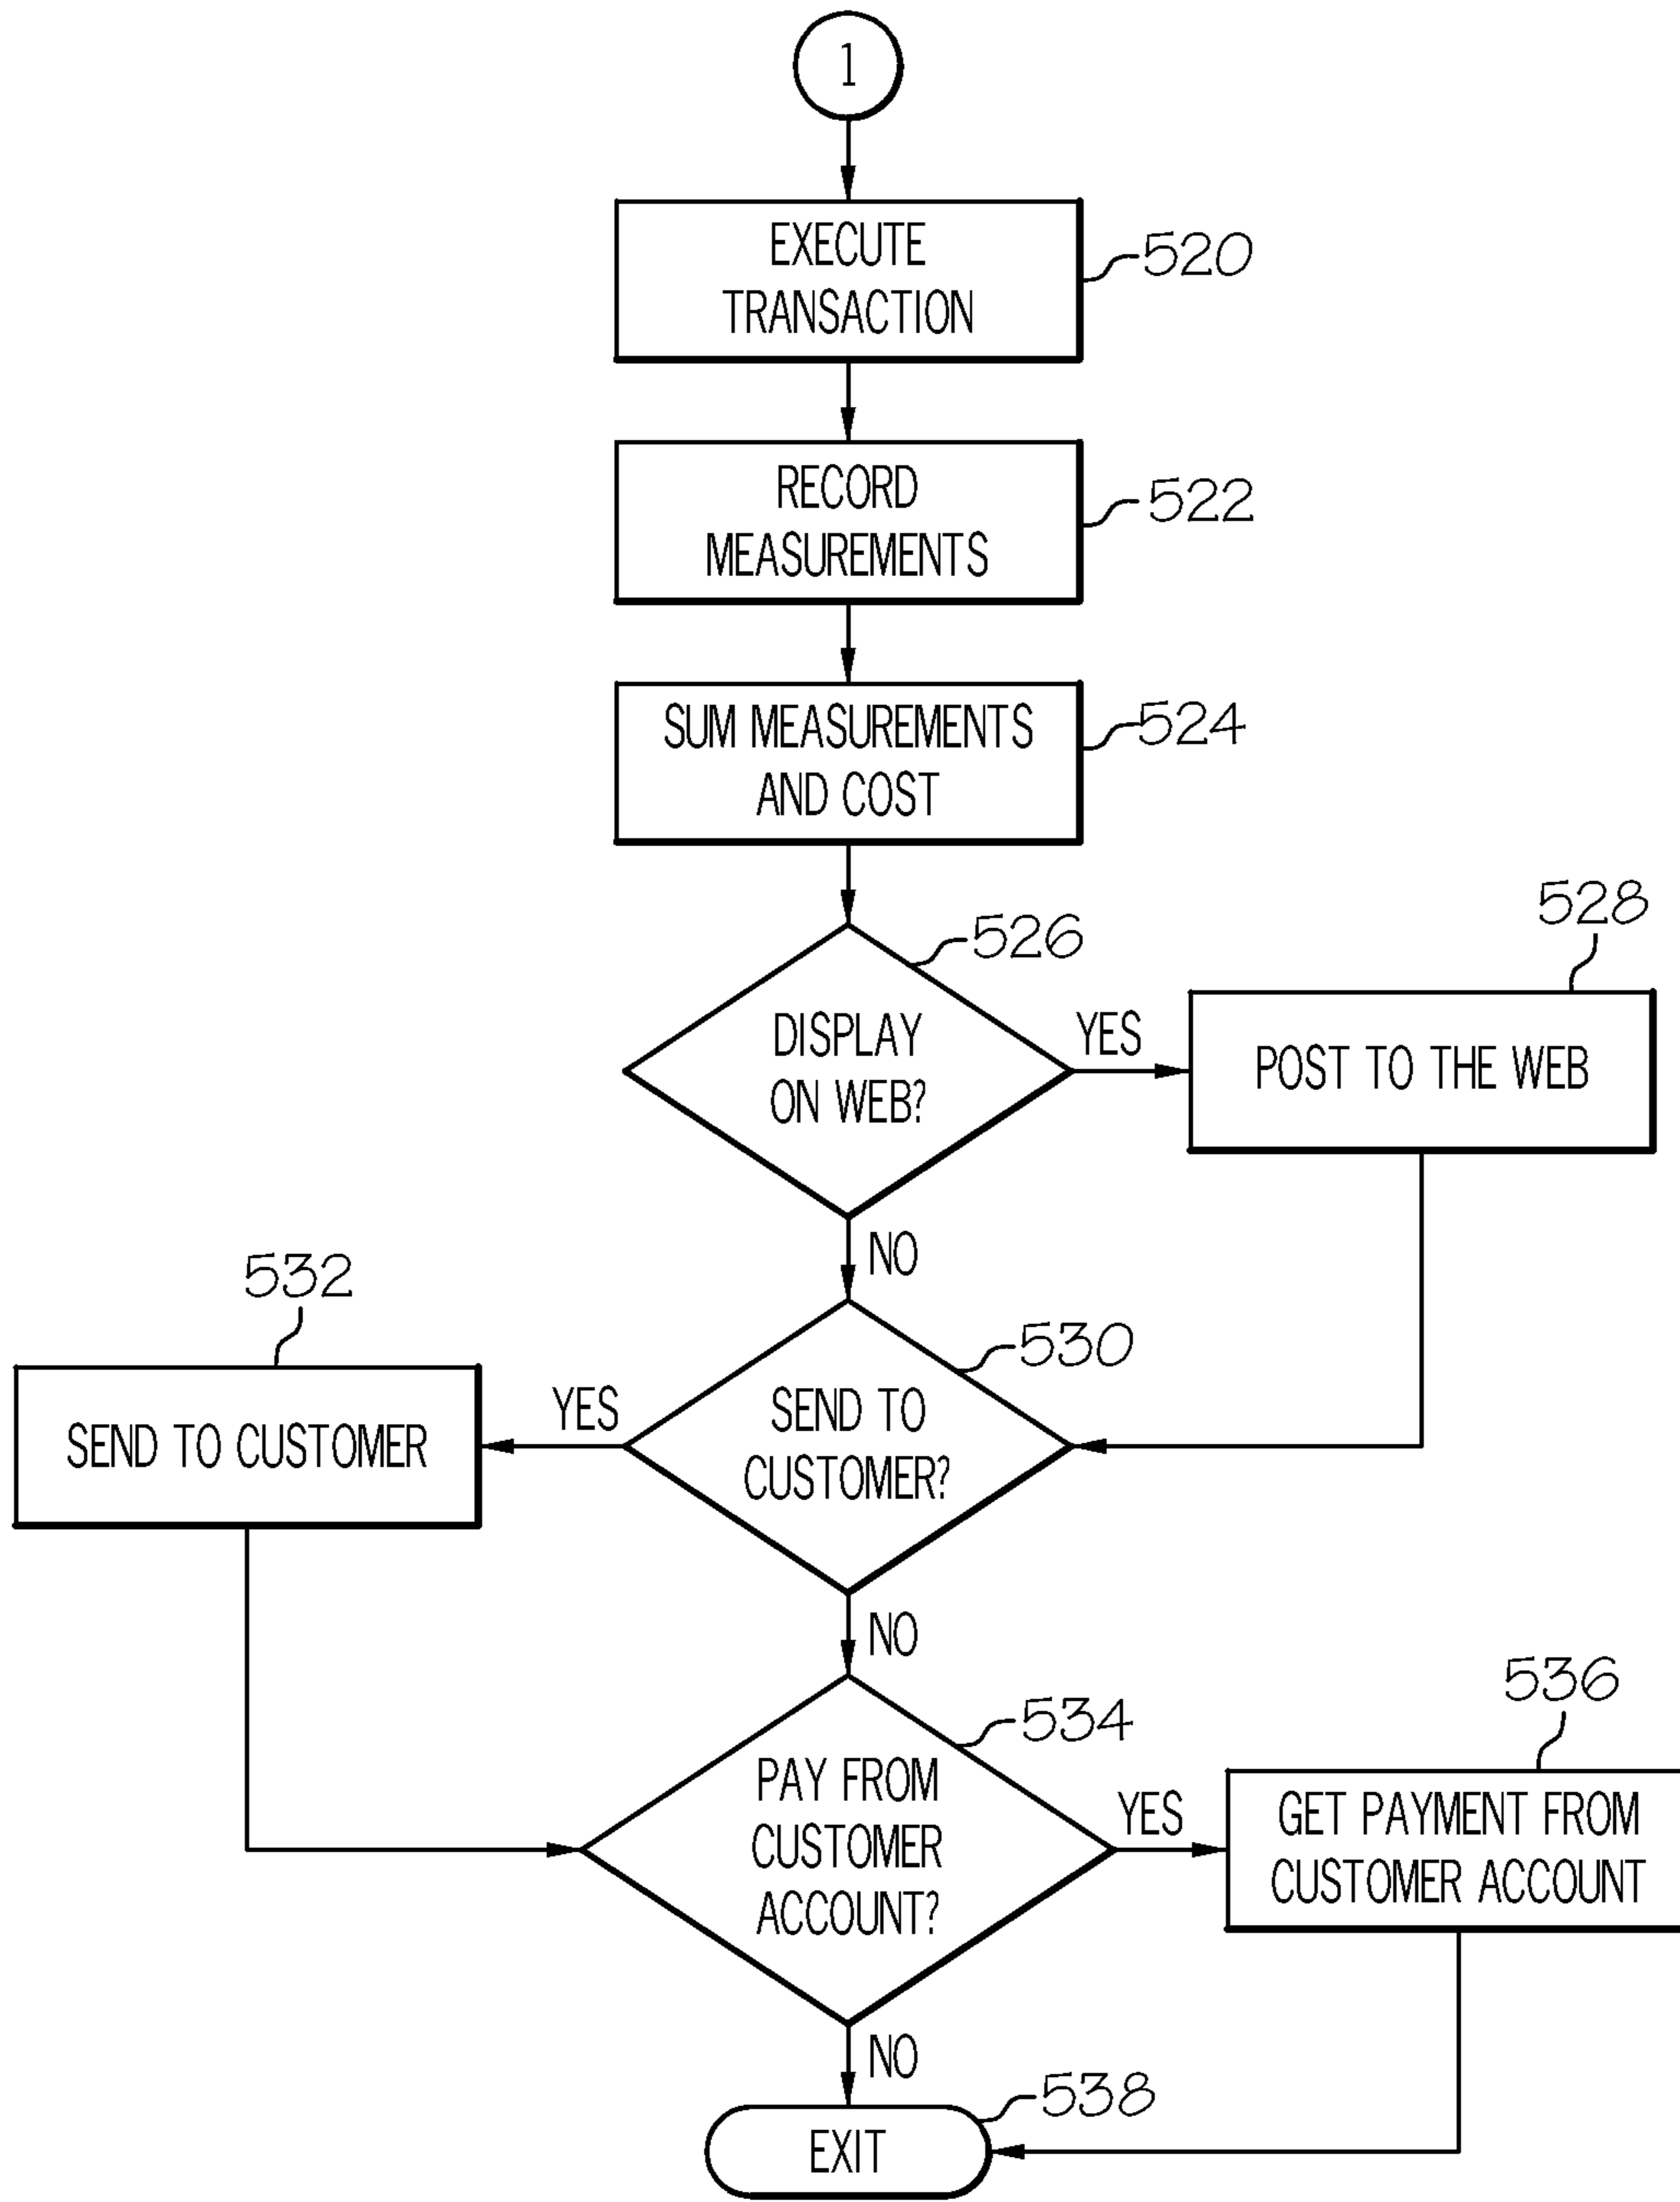 1
EXECUTE
TRANSACTION
520
RECORD
MEASUREMENTS
522
SUM MEASUREMENTS
AND COST
524
526
528
DISPLAY
ON WEB?
YES
POST TO THE WEB
NO
532
530
SEND TO CUSTOMER
YES
SEND TO
CUSTOMER?
NO
534
536
PAY FROM
CUSTOMER
ACCOUNT?
YES
GET PAYMENT FROM
CUSTOMER ACCOUNT
NO
538
EXIT